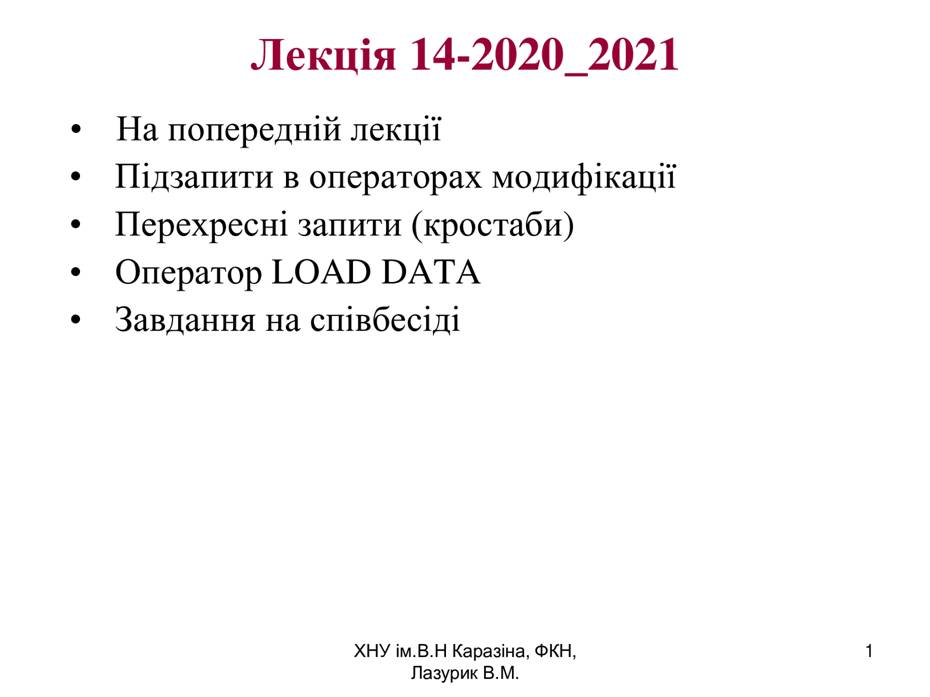 Лекція 14-2020_2021
• На попередній лекції
• Підзапити в операторах модифікації
• Перехресні запити (кростаби)
• Оператор LOAD DATA
• Завдання на співбесіді
ХНУ ім.В.Н Каразіна, ФКН,
Лазурик В.М.
1